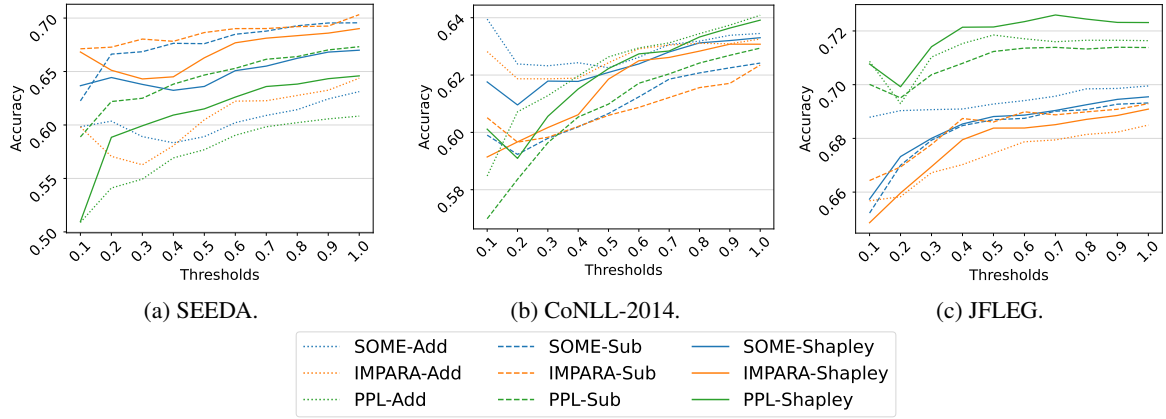 0.70
0.65
0.60
0.55
0.50
Accuracy
0.1 0.2 0.3 0.4 0.5 0.6 0.7 0.8 0.9 1.0
Thresholds
(a) SEEDA.
0.64
0.62
0.60
0.58
Accuracy
0.1 0.2 0.3 0.4 0.5 0.6 0.7 0.8 0.9 1.0
Thresholds
(b) CoNLL-2014.
0.72
0.70
0.68
0.66
Accuracy
0.1 0.2 0.3 0.4 0.5 0.6 0.7 0.8 0.9 1.0
Thresholds
(c) JFLEG.
SOME-Add SOME-Sub SOME-Shapley
IMPARA-Add IMPARA-Sub IMPARA-Shapley
PPL-Add PPL-Sub PPL-Shapley